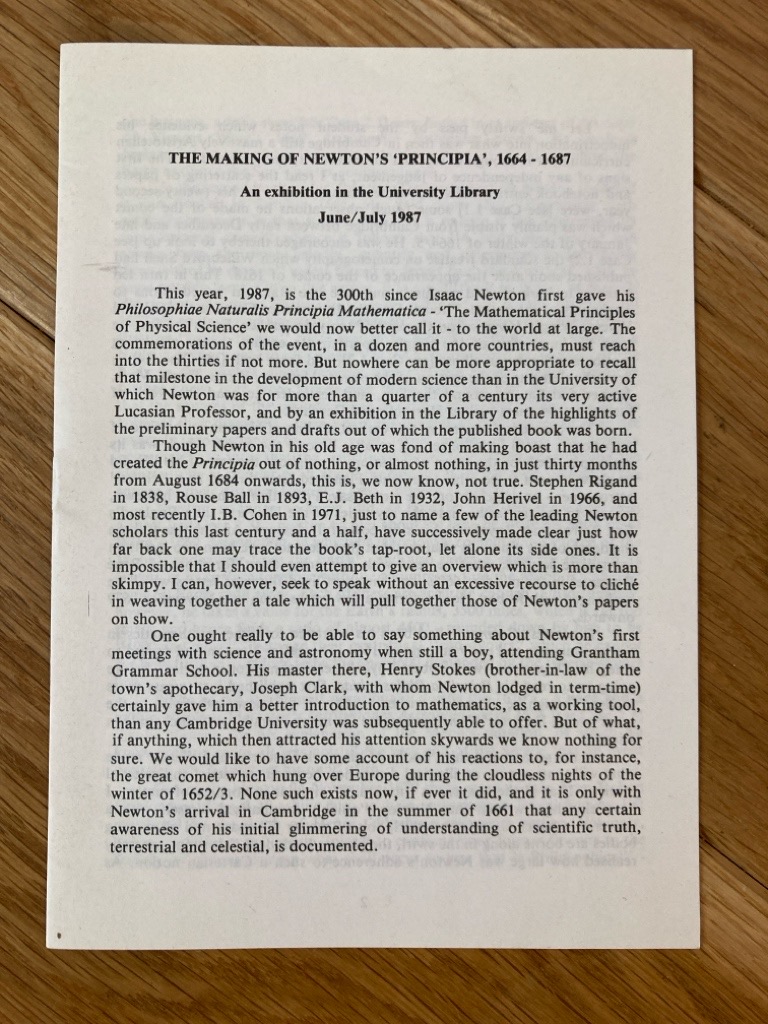 THE MAKING OF NEWTON'S 'PRINCIPIA', 1664 - 1687
An exhibition in the University Library
June/July 1987
This year, 1987, is the 300th since Isaac Newton first gave his
Philosophiae Naturalis Principia Mathematica - 'The Mathematical Principles
of Physical Science' we would now better call it - to the world at large. The
commemorations of the event, in a dozen and more countries, must reach
into the thirties if not more. But nowhere can be more appropriate to recall
that milestone in the development of modern science than in the University of
which Newton was for more than a quarter of a century its very active
Lucasian Professor, and by an exhibition in the Library of the highlights of
the preliminary papers and drafts out of which the published book was born.
Though Newton in his old age was fond of making boast that he had
created the Principia out of nothing, or almost nothing, in just thirty months
from August 1684 onwards, this is, we now know, not true. Stephen Rigand
in 1838, Rouse Ball in 1893, E.J. Beth in 1932, John Herivel in 1966, and
most recently I.B. Cohen in 1971, just to name a few of the leading Newton
scholars this last century and a half, have successively made clear just how
far back one may trace the book's tap-root, let alone its side ones. It is
impossible that I should even attempt to give an overview which is more than
skimpy. I can, however, seek to speak without an excessive recourse to cliché
in weaving together a tale which will pull together those of Newton's papers
on show.
One ought really to be able to say something about Newton's first
meetings with science and astronomy when still a boy, attending Grantham
Grammar School. His master there, Henry Stokes (brother-in-law of the
town's apothecary, Joseph Clark, with whom Newton lodged in term-time)
certainly gave him a better introduction to mathematics, as a working tool,
than any Cambridge University was subsequently able to offer. But of what,
if anything, which then attracted his attention skywards we know nothing for
sure. We would like to have some account of his reactions to, for instance,
the great comet which hung over Europe during the cloudless nights of the
winter of 1652/3. None such exists now, if ever it did, and it is only with
Newton's arrival in Cambridge in the summer of 1661 that any certain
awareness of his initial glimmering of understanding of scientific truth,
terrestrial and celestial, is documented.